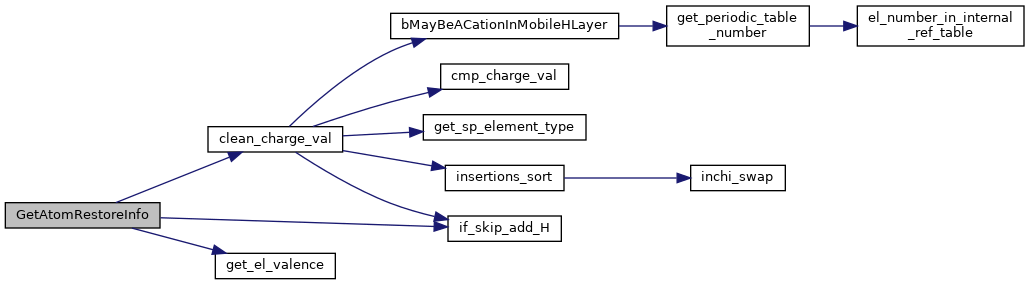 bMayBeACationInMobileHLayer
get_periodic_table
_number
el_number_in_internal
_ref_table
cmp_charge_val
get_sp_element_type
clean_charge_val
insertions_sort
inchi_swap
GetAtomRestoreInfo
if_skip_add_H
get_el_valence